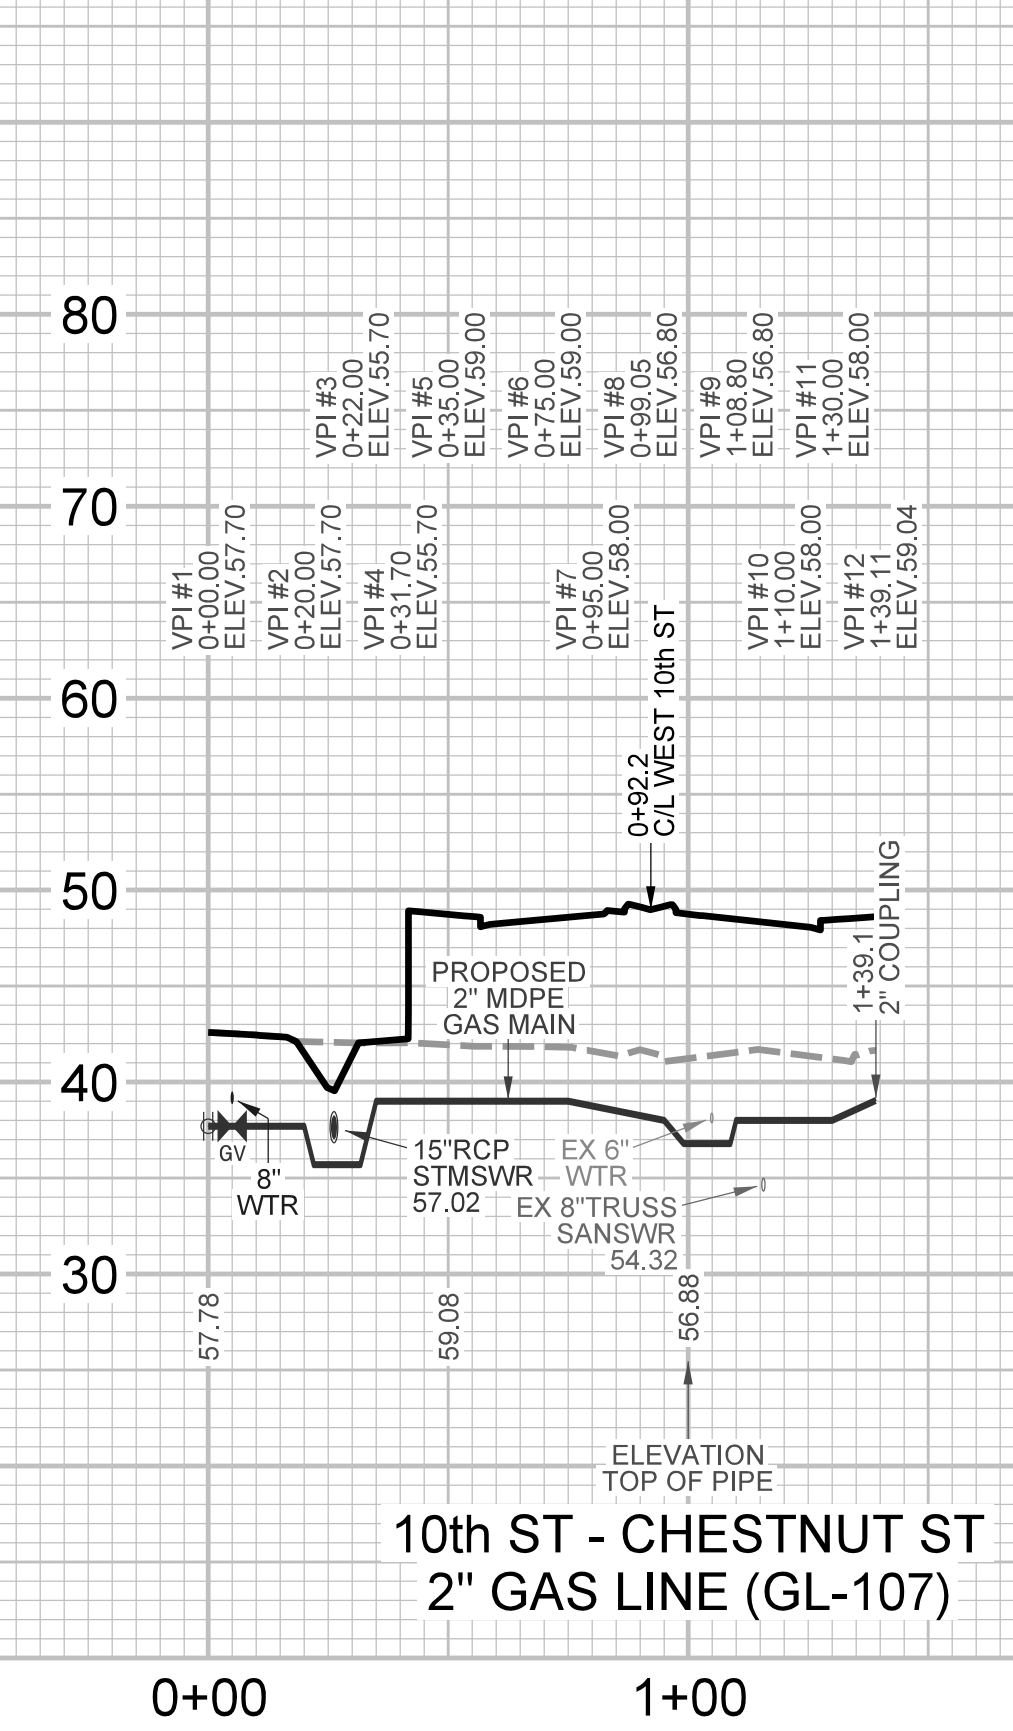 80
VPI #3
0+22.00
ELEV.55.70
VPI #5
0+35.00
ELEV.59.00
VPI #6
0+75.00
ELEV.59.00
VPI #8
0+99.05
ELEV.56.80
VPI #9
1+08.80
ELEV.56.80
VPI #11
1+30.00
ELEV.58.00
70
VPI #1
0+00.00
ELEV.57.70
VPI #2
0+20.00
ELEV.57.70
VPI #4
0+31.70
ELEV.55.70
VPI #7
0+95.00
ELEV.58.00
VPI #10
1+10.00
ELEV.58.00
VPI #12
1+39.11
ELEV.59.04
60
0+92.2
C/L WEST 10th ST
50
1+39.1
2" COUPLING
PROPOSED
2" MDPE
GAS MAIN
40
GV
8"
WTR
15"RCP
STMSWR
57.02
EX 6"
WTR
EX 8"TRUSS
SANSWR
54.32
30
57.78
59.08
56.88
ELEVATION
TOP OF PIPE
10th ST - CHESTNUT ST
2" GAS LINE (GL-107)
0+00
1+00